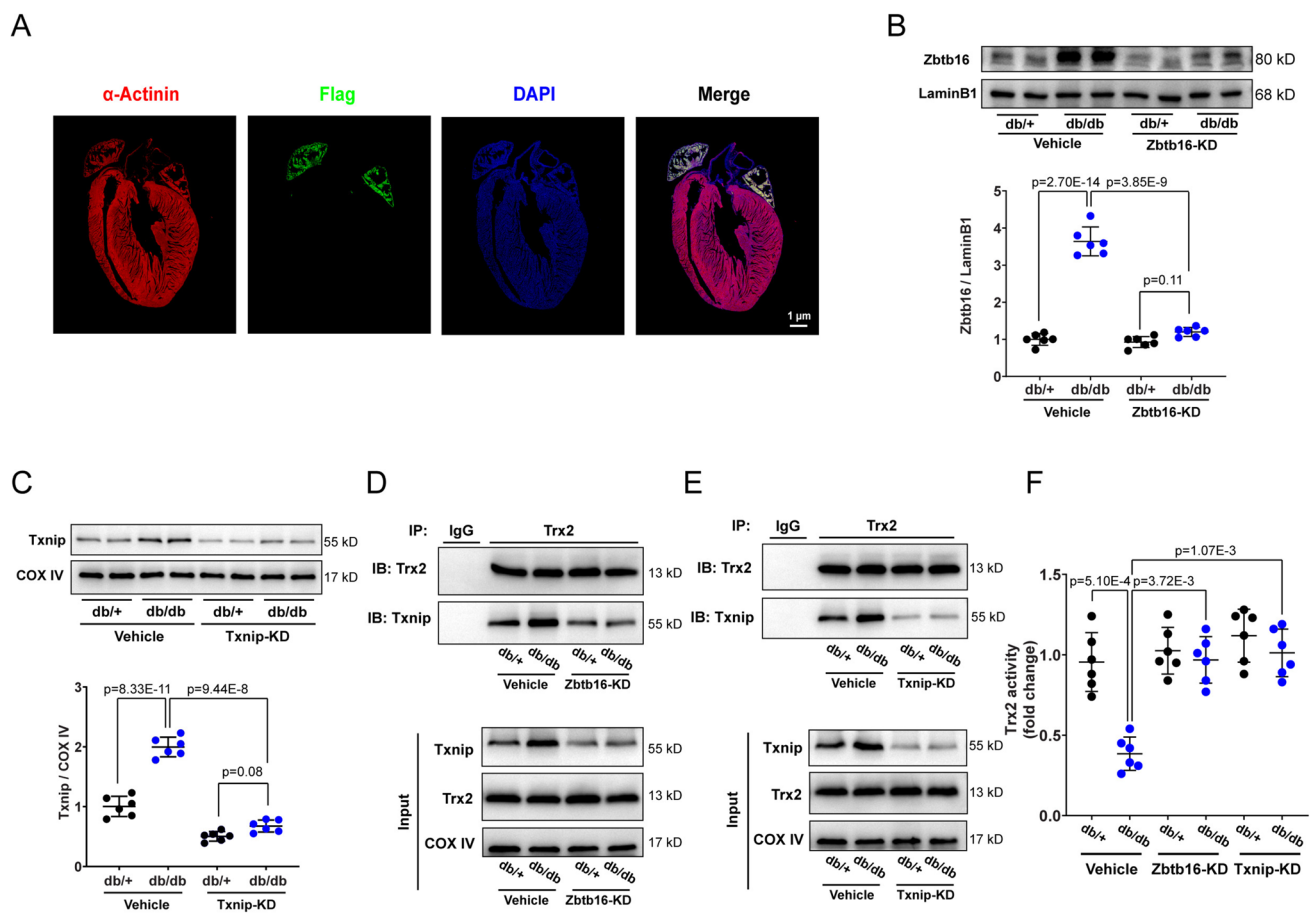 A
α-Actinin Flag DAPI Merge
1 µm
B
Zbtb16 80 kD
LaminB1 68 kD
db/+ db/db db/+ db/db
Vehicle Zbtb16-KD
p=2.70E-14 p=3.85E-9
p=0.11
Zbtb16 / LaminB1
5
4
3
2
1
0
db/+ db/db db/+ db/db
Vehicle Zbtb16-KD
C
Txnip 55 kD
COX IV 17 kD
db/+ db/db db/+ db/db
Vehicle Txnip-KD
p=8.33E-11 p=9.44E-8
p=0.08
Txnip / COX IV
3
2
1
0
db/+ db/db db/+ db/db
Vehicle Txnip-KD
D
IP: IgG Trx2
IB: Trx2 13 kD
IB: Txnip 55 kD
db/+ db/db db/+ db/db
Vehicle Zbtb16-KD
Input
Txnip 55 kD
Trx2 13 kD
COX IV 17 kD
db/+ db/db db/+ db/db
Vehicle Zbtb16-KD
E
IP: IgG Trx2
IB: Trx2 13 kD
IB: Txnip 55 kD
db/+ db/db db/+ db/db
Vehicle Txnip-KD
Input
Txnip 55 kD
Trx2 13 kD
COX IV 17 kD
db/+ db/db db/+ db/db
Vehicle Txnip-KD
F
p=1.07E-3
p=5.10E-4 p=3.72E-3
Trx2 activity
(fold change)
1.5
1.0
0.5
0.0
db/+ db/db db/+ db/db db/+ db/db
Vehicle Zbtb16-KD Txnip-KD